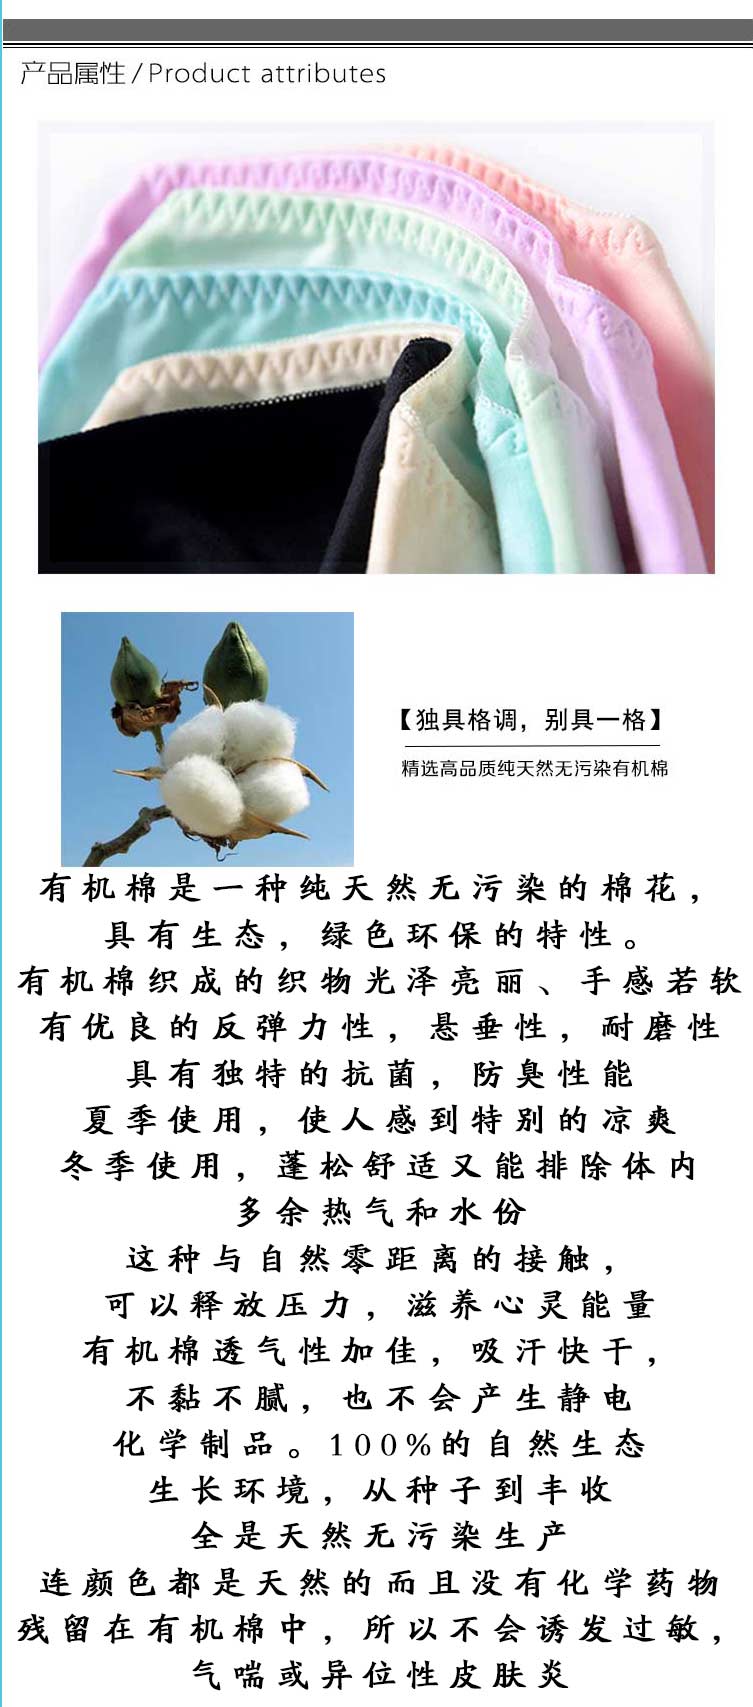 产品属性/Product attributes
【独具格调，别具一格】
精选高品质纯天然无污染有机棉
有机棉是一种纯天然无污染的棉花，
具有生态，绿色环保的特性。
有机棉织成的织物光泽亮丽、手感若软
有优良的反弹力性，悬垂性，耐磨性
具有独特的抗菌，防臭性能
夏季使用，使人感到特别的凉爽
冬季使用，蓬松舒适又能排除体内
多余热气和水份
这种与自然零距离的接触，
可以释放压力，滋养心灵能量
有机棉透气性加佳，吸汗快干，
不黏不腻，也不会产生静电
化学制品。100%的自然生态
生长环境，从种子到丰收
全是天然无污染生产
连颜色都是天然的而且没有化学药物
残留在有机棉中，所以不会诱发过敏，
气喘或异位性皮肤炎